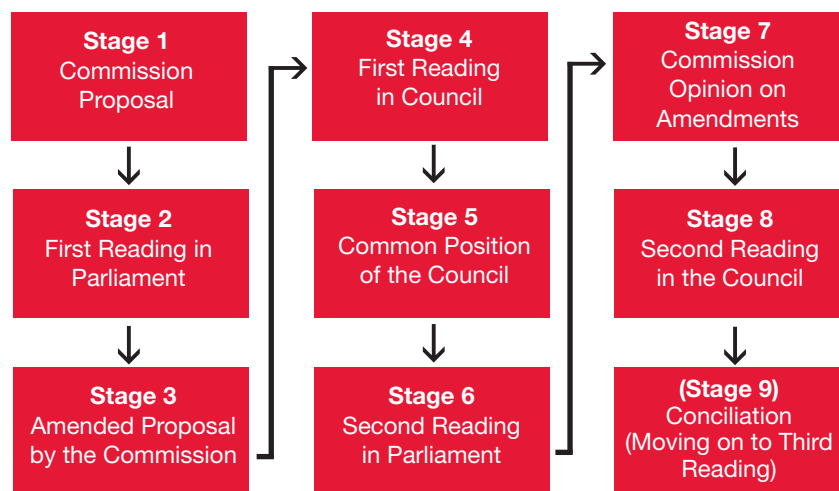 Stage 1
Commission
Proposal
Stage 2
First Reading in
Parliament
Stage 3
Amended Proposal
by the Commission
Stage 4
First Reading
in Council
Stage 5
Common Position
of the Council
Stage 6
Second Reading
in Parliament
Stage 7
Commission
Opinion on
Amendments
Stage 8
Second Reading
in the Council
(Stage 9)
Conciliation
(Moving on to Third
Reading)